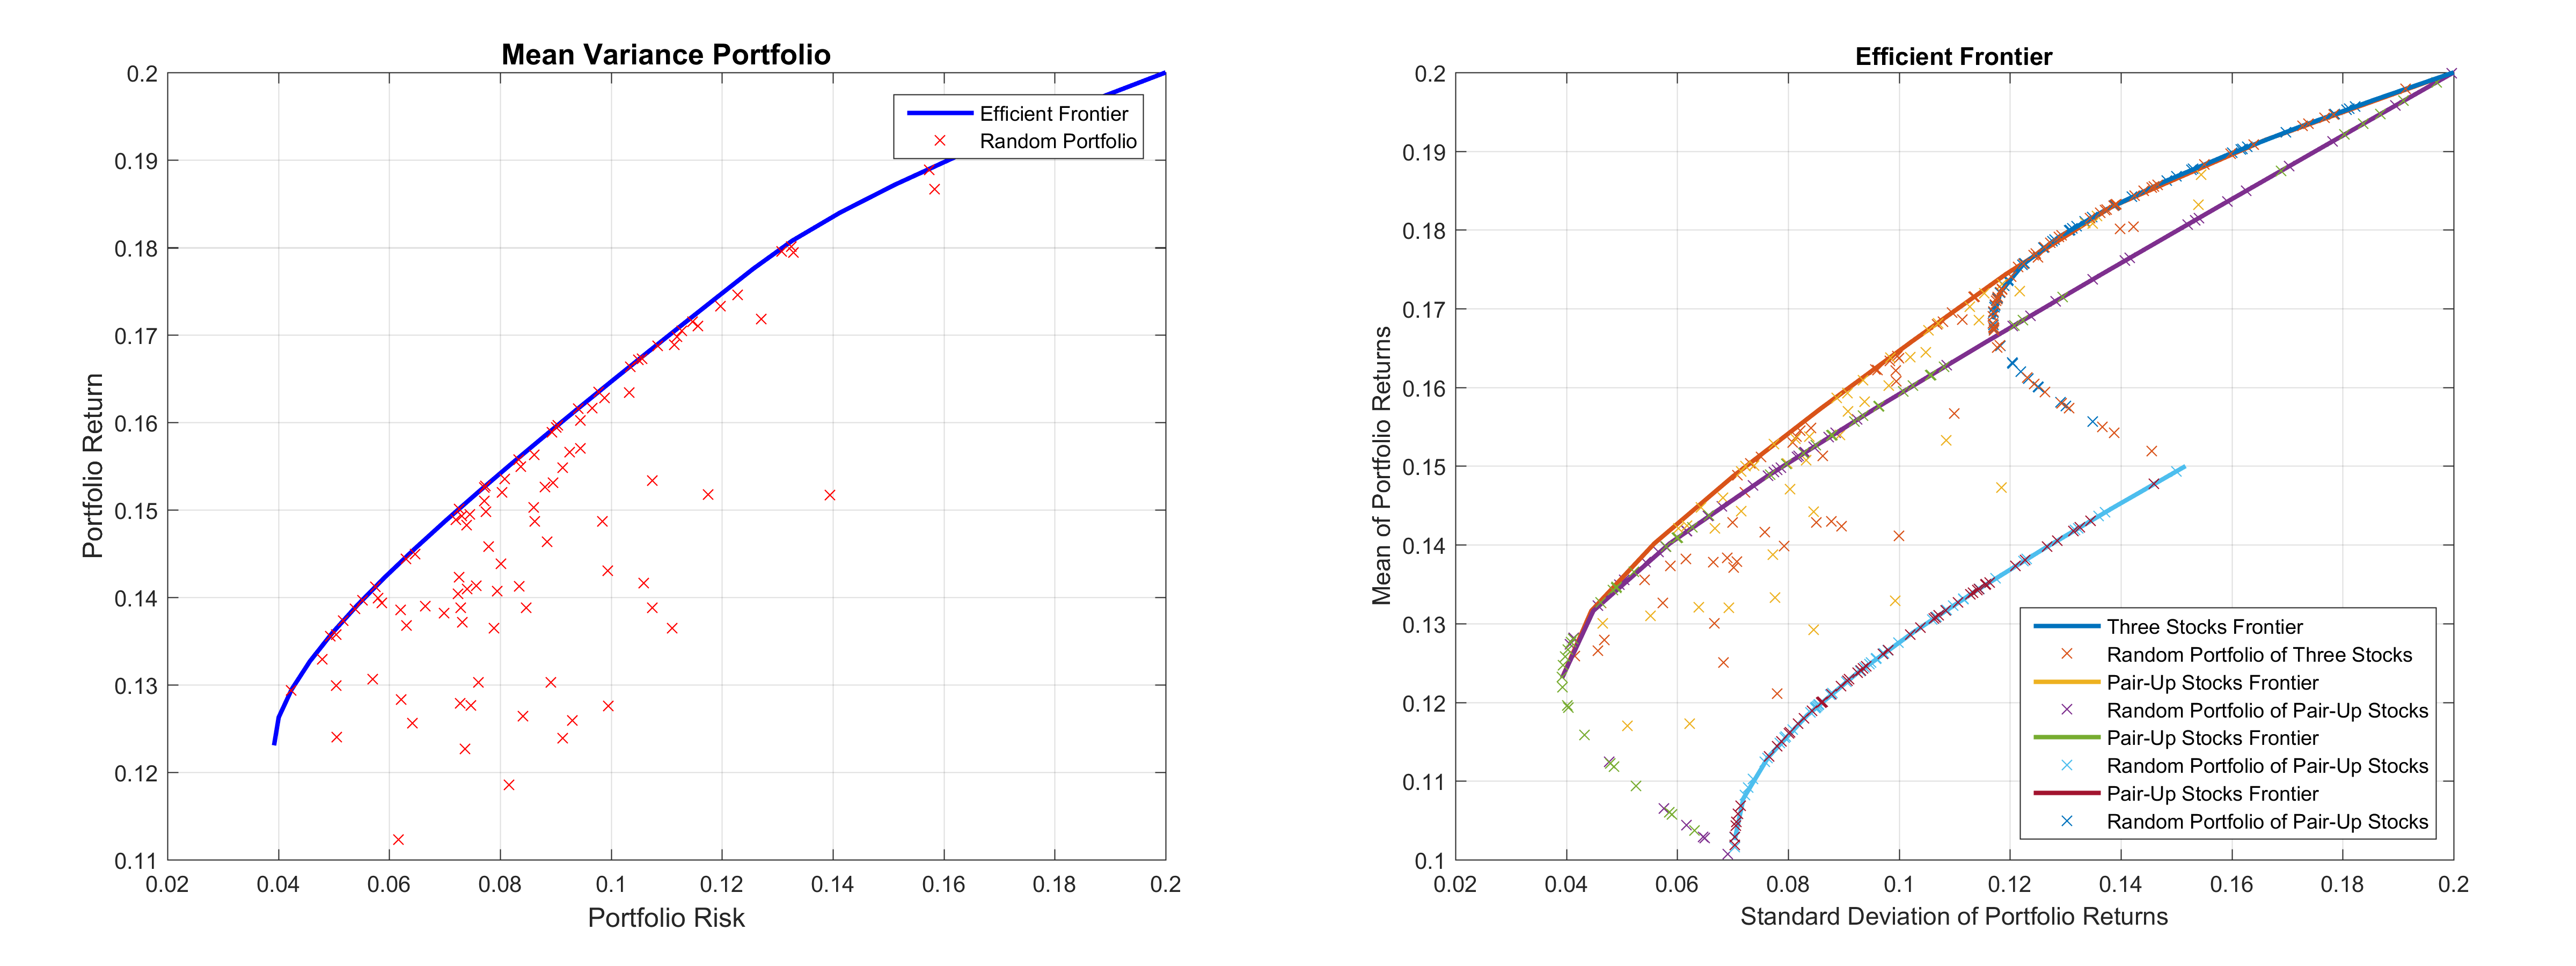 Mean Variance Portfolio
Portfolio Return
0.2
0.19
0.18
0.17
0.16
0.15
0.14
0.13
0.12
0.11
0.02 0.04 0.06 0.08 0.1 0.12 0.14 0.16 0.18 0.2
Portfolio Risk
Efficient Frontier
Random Portfolio
Efficient Frontier
Mean of Portfolio Returns
0.2
0.19
0.18
0.17
0.16
0.15
0.14
0.13
0.12
0.11
0.1
0.02 0.04 0.06 0.08 0.1 0.12 0.14 0.16 0.18 0.2
Standard Deviation of Portfolio Returns
Three Stocks Frontier
Random Portfolio of Three Stocks
Pair-Up Stocks Frontier
Random Portfolio of Pair-Up Stocks
Pair-Up Stocks Frontier
Random Portfolio of Pair-Up Stocks
Pair-Up Stocks Frontier
Random Portfolio of Pair-Up Stocks